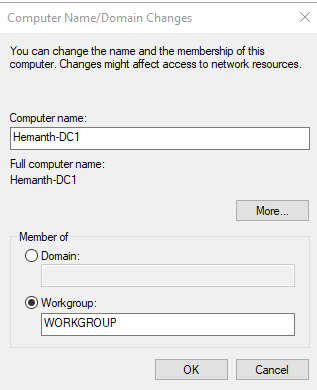 Computer Name/Domain Changes
You can change the name and the membership of this
computer. Changes might affect access to network resources.
Computer name:
Hemanth-DC1
Full computer name:
Hemanth-DC1
More...
Member of
Domain:
Workgroup:
WORKGROUP
OK Cancel